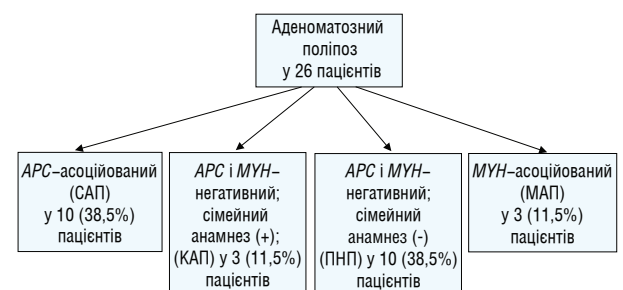 Аденоматозний
поліпоз
у 26 пацієнтів
APC–асоційований
(САП)
у 10 (38,5%)
пацієнтів
APC і MYH–
негативний;
сімейний
анамнез (+);
(КАП) у 3 (11,5%)
пацієнтів
APC і MYH–
негативний;
сімейний
анамнез (-)
(ПНП) у 10 (38,5%)
пацієнтів
MYH–асоційований
(МАП)
у 3 (11,5%)
пацієнтів